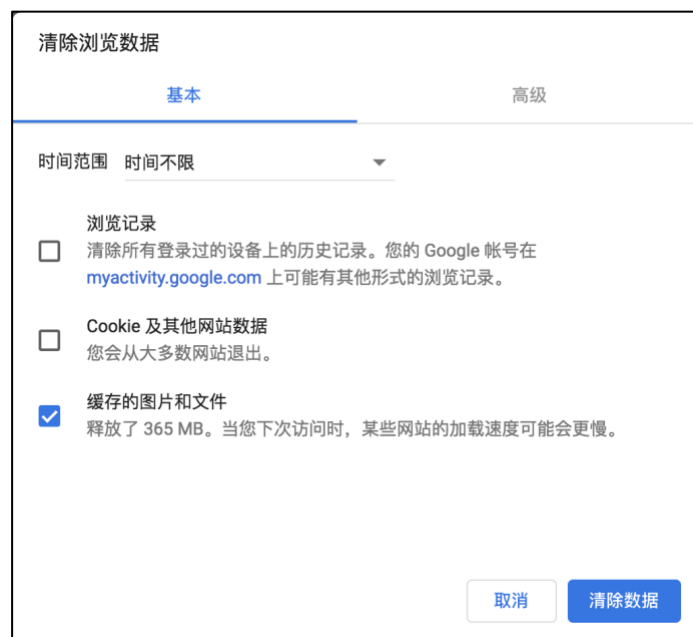 清除浏览数据
基本
高级
时间范围 时间不限
浏览记录
清除所有登录过的设备上的历史记录。您的 Google 帐号在
myactivity.google.com 上可能有其他形式的浏览记录。
Cookie 及其他网站数据
您会从大多数网站退出。
缓存的图片和文件
释放了 365 MB。当您下次访问时，某些网站的加载速度可能会更慢。
取消
清除数据